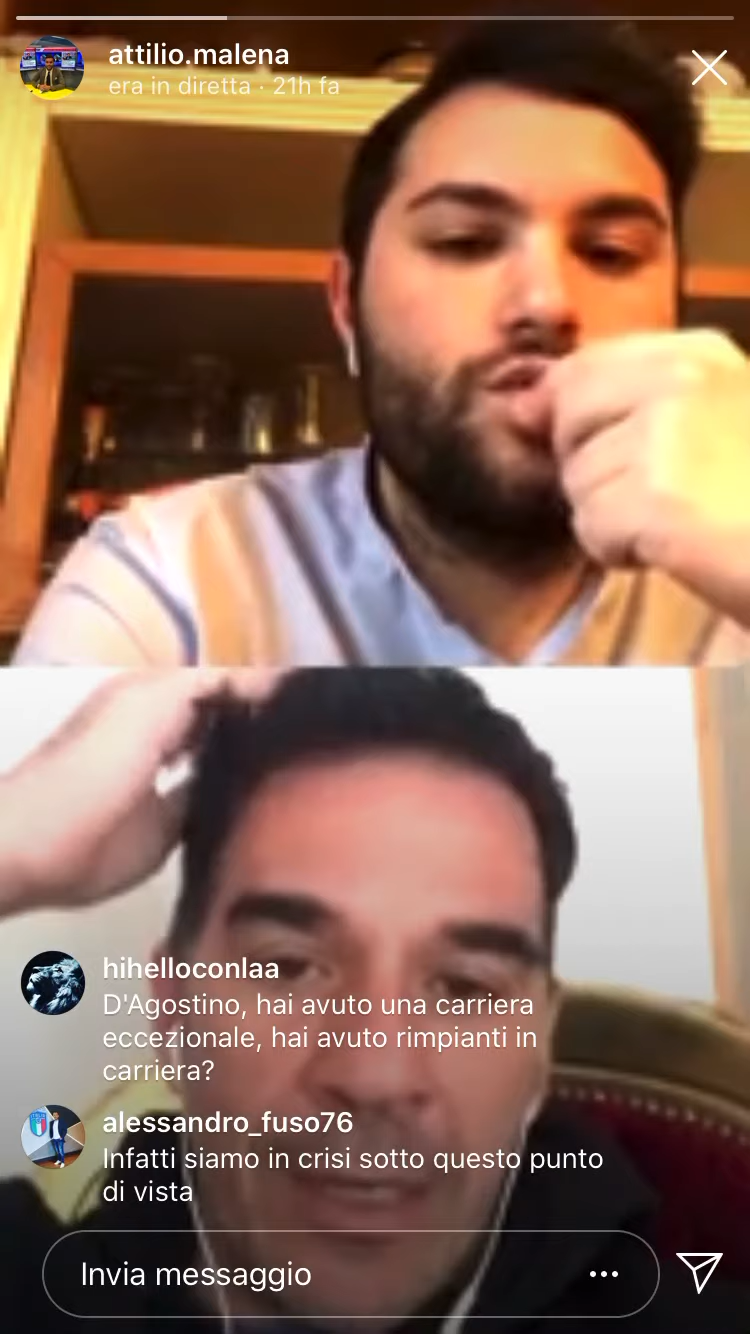 attilio.malena
era in diretta · 21h fa
hihelloconlaa
D'Agostino, hai avuto una carriera
eccezionale, hai avuto rimpianti in
carriera?
alessandro_fuso76
Infatti siamo in crisi sotto questo punto
di vista
Invia messaggio